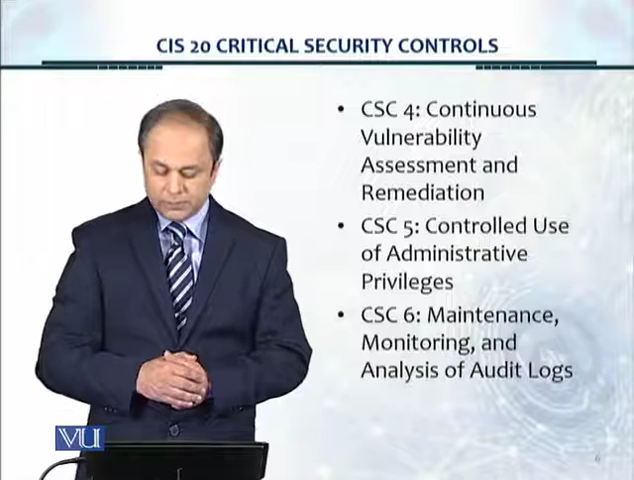 CIS 20 CRITICAL SECURITY CONTROLS
• CSC 4: Continuous
Vulnerability
Assessment and
Remediation
• CSC 5: Controlled Use
of Administrative
Privileges
• CSC 6: Maintenance,
Monitoring, and
Analysis of Audit Logs
VU
6